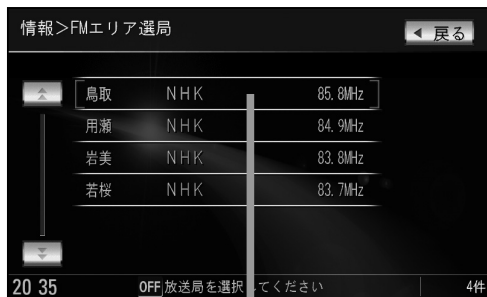 情報>FMエリア選局
戻る
鳥取 NHK 85.8MHz
用瀬 NHK 84.9MHz
岩美 NHK 83.8MHz
若桜 NHK 83.7MHz
20 35 OFF 放送局を選択してください 4件